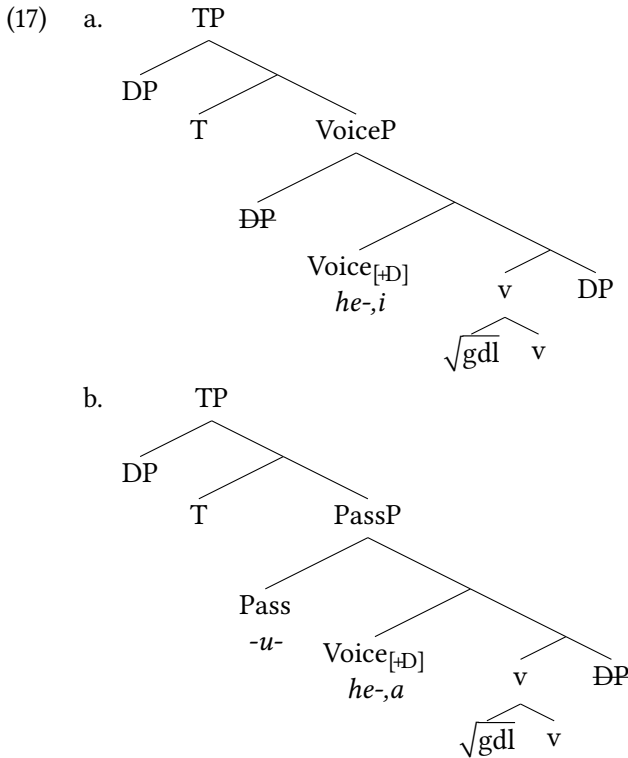 (17) a. TP
DP
T VoiceP
DP
Voice[+D] v DP
he-,i
√gdl v
b. TP
DP
T PassP
Pass
-u- Voice[+D] v DP
he-,a
√gdl v